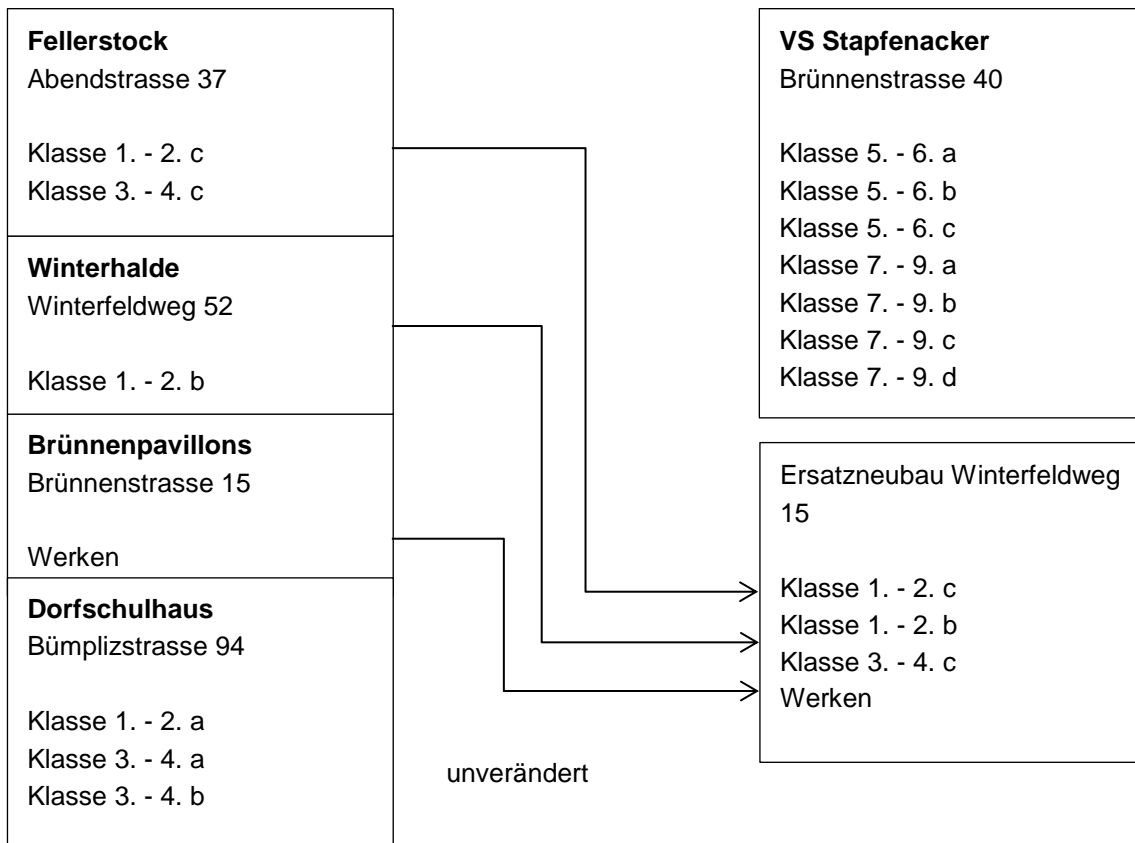 Fellerstock
Abendstrasse 37
Klasse 1. - 2. c
Klasse 3. - 4. c
Winterhalde
Winterfeldweg 52
Klasse 1. - 2. b
Brünnenpavillons
Brünnenstrasse 15
Werken
Dorfschulhaus
Bümplizstrasse 94
Klasse 1. - 2. a
Klasse 3. - 4. a
Klasse 3. - 4. b
unverändert
VS Stapfenacker
Brünnenstrasse 40
Klasse 5. - 6. a
Klasse 5. - 6. b
Klasse 5. - 6. c
Klasse 7. - 9. a
Klasse 7. - 9. b
Klasse 7. - 9. c
Klasse 7. - 9. d
Ersatzneubau Winterfeldweg
15
Klasse 1. - 2. c
Klasse 1. - 2. b
Klasse 3. - 4. c
Werken